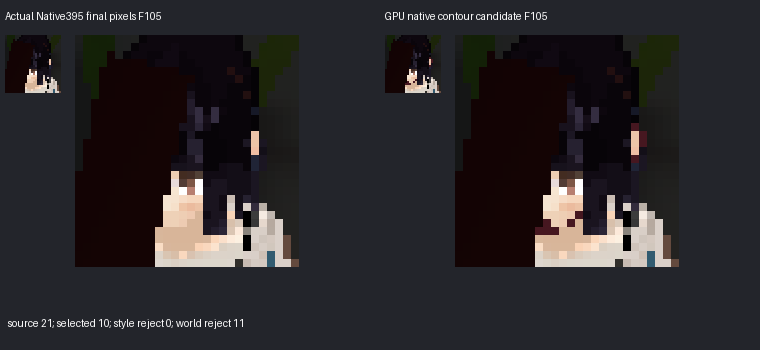 Actual Native395 final pixels F105
GPU native contour candidate F105
source 21; selected 10; style reject 0; world reject 11